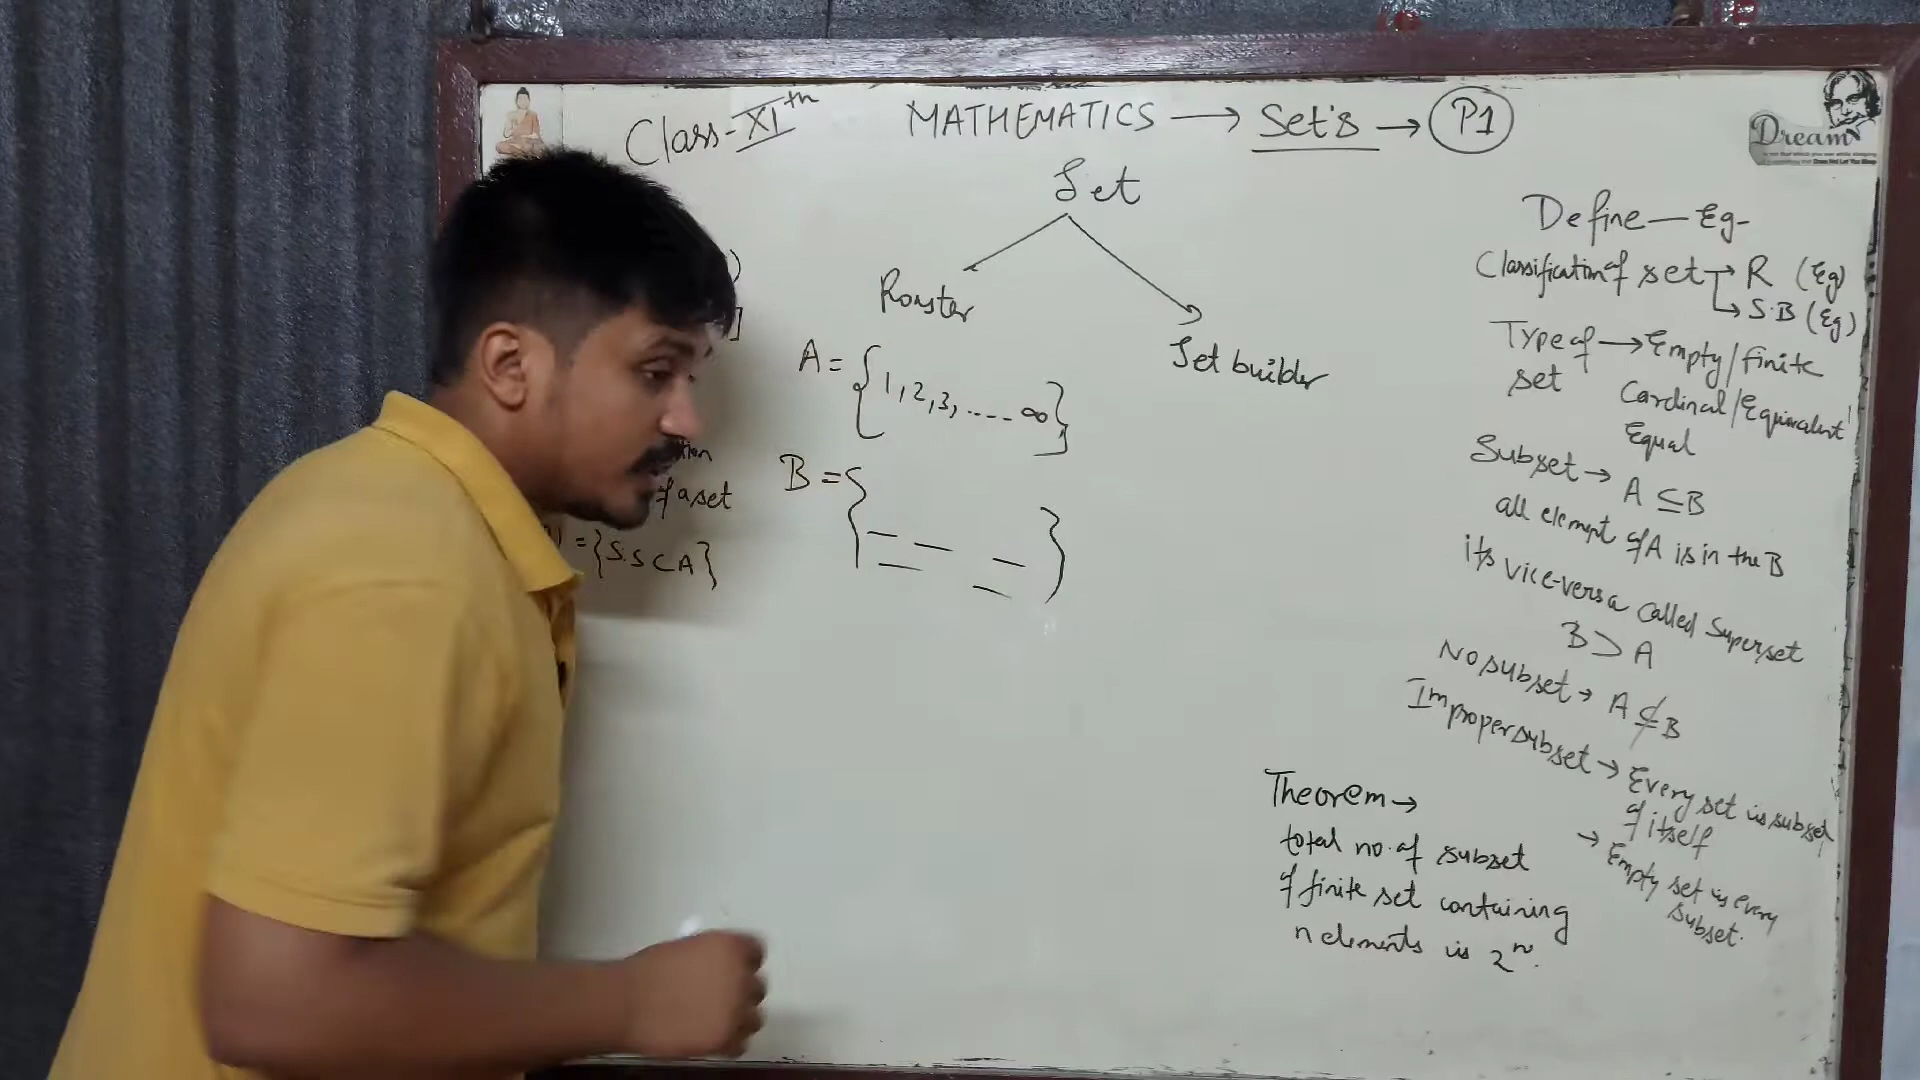 Class-XIth MATHEMATICS → Set's → P1
Dream
Set
Roaster
Set builder
A = {1, 2, 3, ---- ∞}
B = { }
of a set
= {S.S ⊂ A}
Define — Eg-
Classification of set → R (Eg)
→ S.B (Eg)
Type of → Empty/finite
set
Cardinal/Equivalent
Equal
Subset → A ⊆ B
all element of A is in the B
its vice-versa called Superset
B ⊃ A
No subset → A ⊈ B
Improper subset → Every set is subset
of itself
→ Empty set is every
subset.
Theorem →
total no. of subset
of finite set containing
n elements is 2ⁿ.